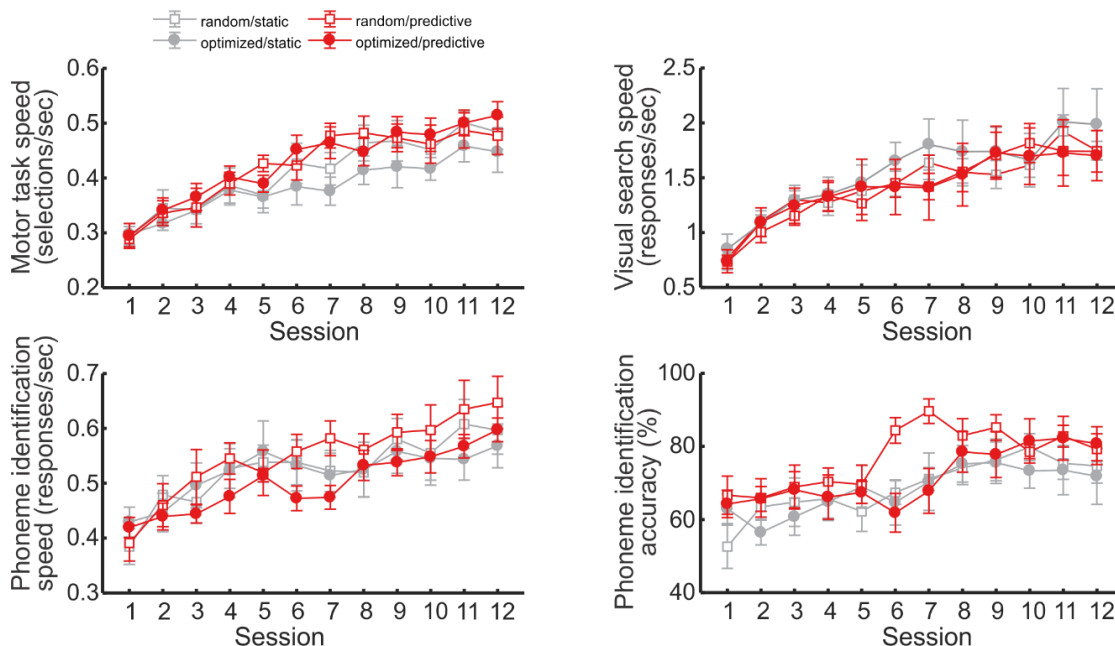 random/static random/predictive
optimized/static optimized/predictive
Motor task speed
(selections/sec)
0.6
0.5
0.4
0.3
0.2
1 2 3 4 5 6 7 8 9 10 11 12
Session
Visual search speed
(responses/sec)
2.5
2
1.5
1
0.5
1 2 3 4 5 6 7 8 9 10 11 12
Session
Phoneme identification
speed (responses/sec)
0.7
0.6
0.5
0.4
0.3
1 2 3 4 5 6 7 8 9 10 11 12
Session
Phoneme identification
accuracy (%)
100
80
60
40
1 2 3 4 5 6 7 8 9 10 11 12
Session